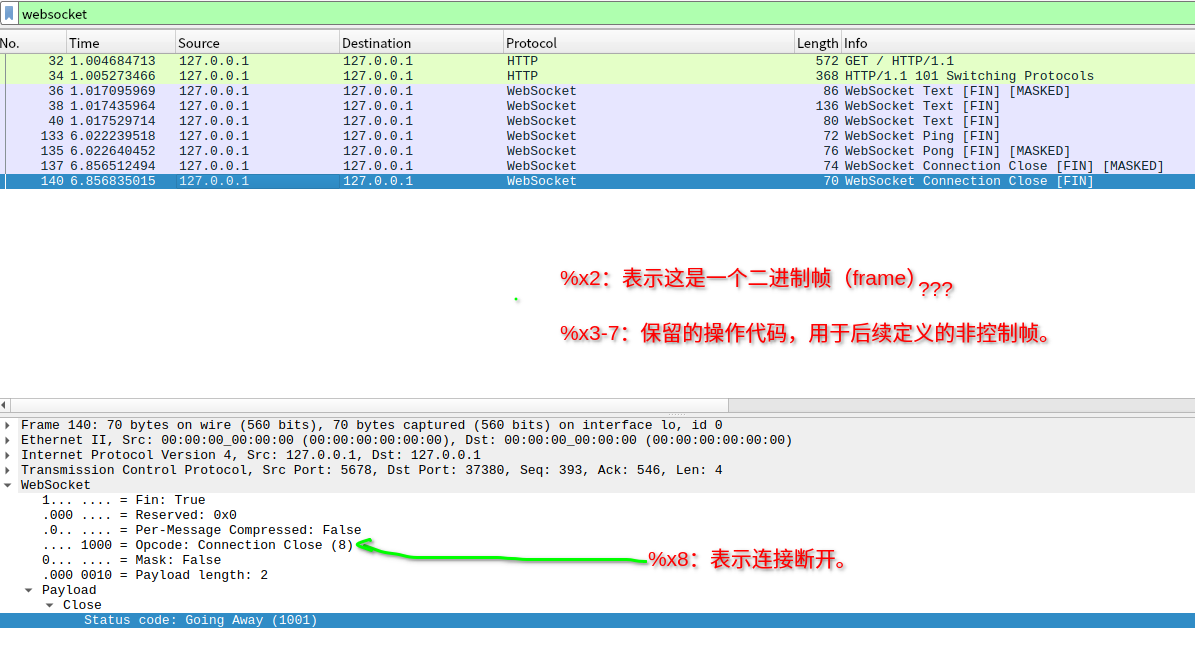 websocket
No. Time Source Destination Protocol Length Info
32 1.004684713 127.0.0.1 127.0.0.1 HTTP 572 GET / HTTP/1.1
34 1.005273466 127.0.0.1 127.0.0.1 HTTP 368 HTTP/1.1 101 Switching Protocols
36 1.017095969 127.0.0.1 127.0.0.1 WebSocket 86 WebSocket Text [FIN] [MASKED]
38 1.017435964 127.0.0.1 127.0.0.1 WebSocket 136 WebSocket Text [FIN]
40 1.017529714 127.0.0.1 127.0.0.1 WebSocket 80 WebSocket Text [FIN]
133 6.022239518 127.0.0.1 127.0.0.1 WebSocket 72 WebSocket Ping [FIN]
135 6.022640452 127.0.0.1 127.0.0.1 WebSocket 76 WebSocket Pong [FIN] [MASKED]
137 6.856512494 127.0.0.1 127.0.0.1 WebSocket 74 WebSocket Connection Close [FIN] [MASKED]
140 6.856835015 127.0.0.1 127.0.0.1 WebSocket 70 WebSocket Connection Close [FIN]
%x2：表示这是一个二进制帧（frame）???
%x3-7：保留的操作代码，用于后续定义的非控制帧。
Frame 140: 70 bytes on wire (560 bits), 70 bytes captured (560 bits) on interface lo, id 0
Ethernet II, Src: 00:00:00_00:00:00 (00:00:00:00:00:00), Dst: 00:00:00_00:00:00 (00:00:00:00:00:00)
Internet Protocol Version 4, Src: 127.0.0.1, Dst: 127.0.0.1
Transmission Control Protocol, Src Port: 5678, Dst Port: 37380, Seq: 393, Ack: 546, Len: 4
WebSocket
1... .... = Fin: True
.000 .... = Reserved: 0x0
.0.. .... = Per-Message Compressed: False
.... 1000 = Opcode: Connection Close (8)
%x8：表示连接断开。
0... .... = Mask: False
.000 0010 = Payload length: 2
Payload
Close
Status code: Going Away (1001)